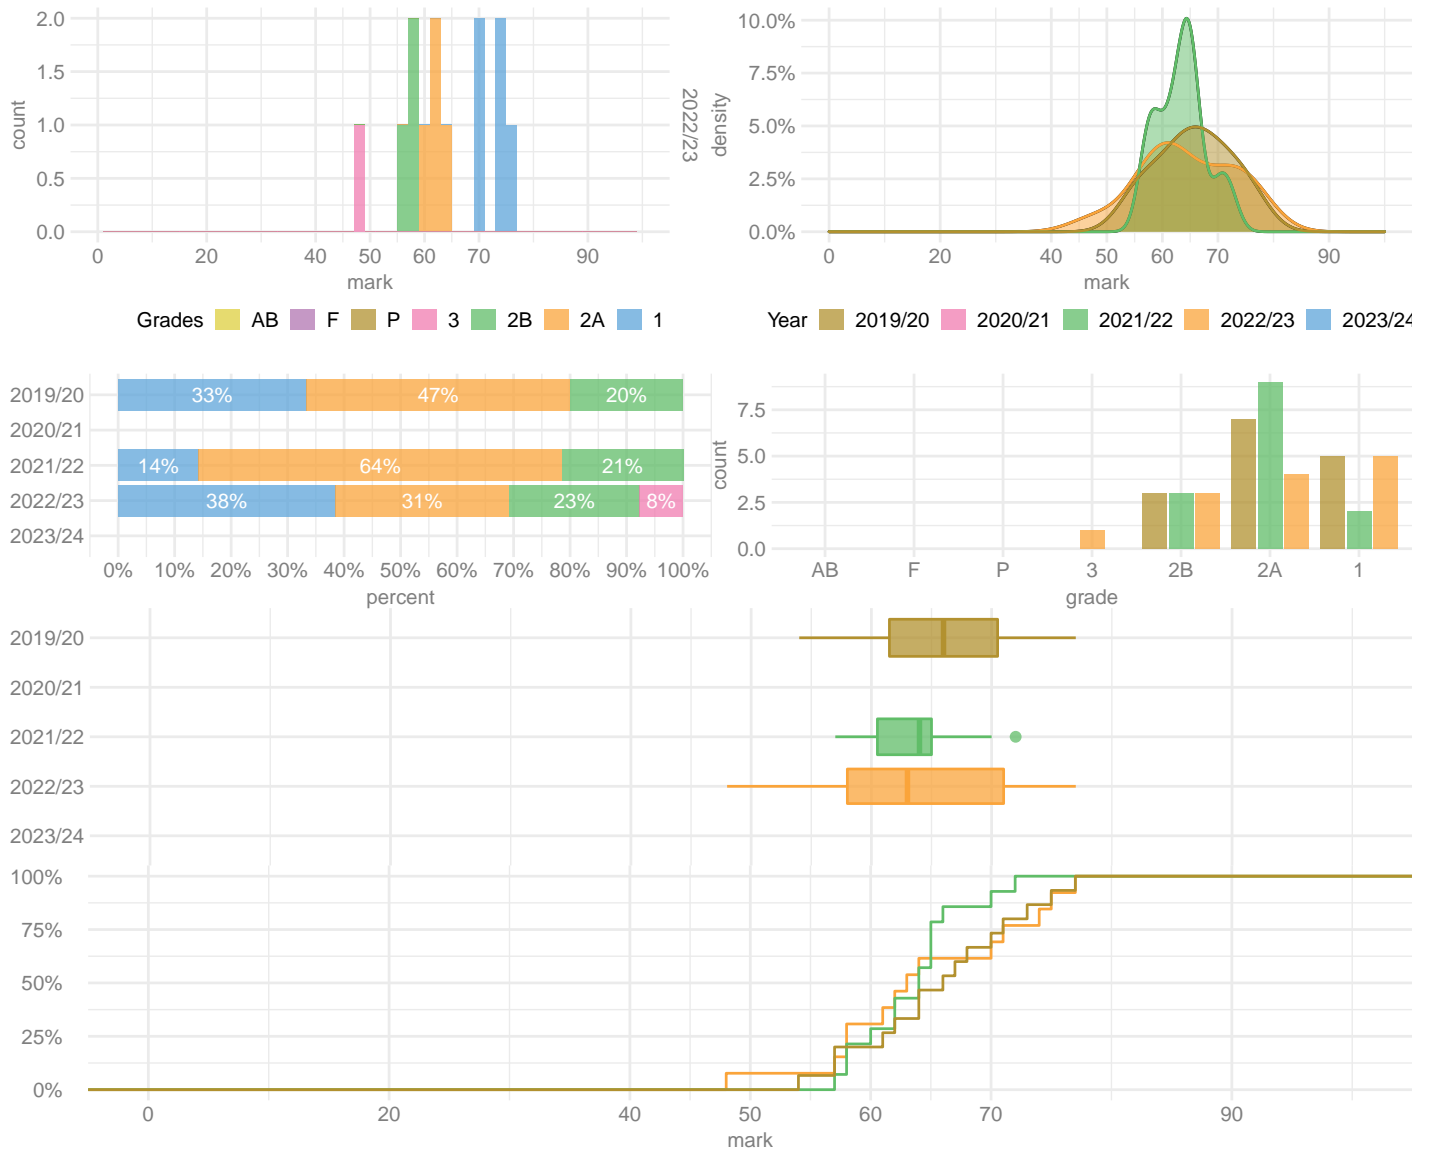 2.0
1.5
1.0
0.5
0.0
count
0 20 40 50 60 70 90
mark
2022/23
10.0%
7.5%
5.0%
2.5%
0.0%
density
0 20 40 50 60 70 90
mark
Grades AB F P 3 2B 2A 1
Year 2019/20 2020/21 2021/22 2022/23 2023/24
2019/20 33% 47% 20%
2020/21
2021/22 14% 64% 21%
2022/23 38% 31% 23% 8%
2023/24
0% 10% 20% 30% 40% 50% 60% 70% 80% 90% 100%
percent
7.5
5.0
2.5
0.0
count
AB F P 3 2B 2A 1
grade
2019/20
2020/21
2021/22
2022/23
2023/24
100%
75%
50%
25%
0%
0 20 40 50 60 70 90
mark